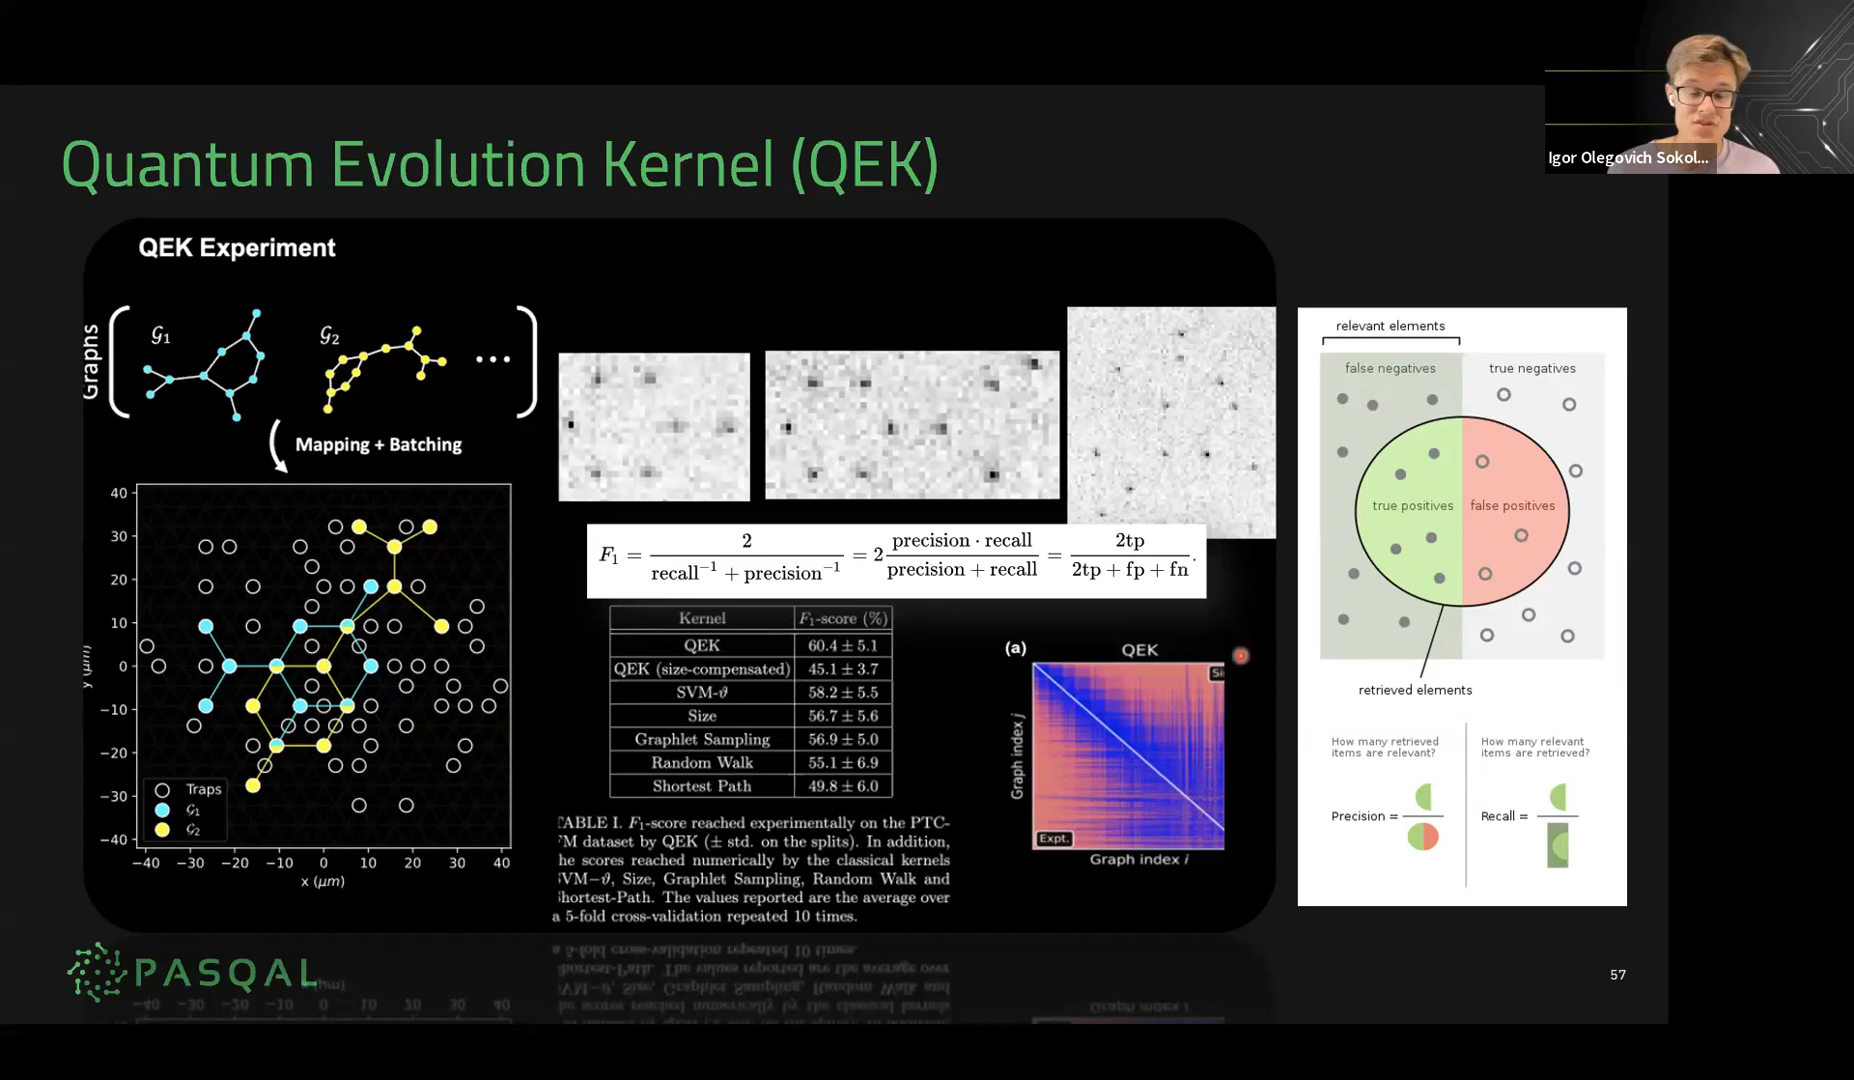 Igor Olegovich Sokol...
Quantum Evolution Kernel (QEK)
QEK Experiment
Graphs
𝒢1
𝒢2
...
Mapping + Batching
40
30
20
10
0
−10
−20
−30
−40
y (μm)
Traps
𝒢1
𝒢2
−40 −30 −20 −10 0 10 20 30 40
x (μm)
F1 = 2 / (recall⁻¹ + precision⁻¹) = 2 (precision · recall) / (precision + recall) = 2tp / (2tp + fp + fn).
Kernel F1-score (%)
QEK 60.4 ± 5.1
QEK (size-compensated) 45.1 ± 3.7
SVM-ϑ 58.2 ± 5.5
Size 56.7 ± 5.6
Graphlet Sampling 56.9 ± 5.0
Random Walk 55.1 ± 6.9
Shortest Path 49.8 ± 6.0
TABLE I. F1-score reached experimentally on the PTC-
FM dataset by QEK (± std. on the splits). In addition,
he scores reached numerically by the classical kernels
SVM−ϑ, Size, Graphlet Sampling, Random Walk and
Shortest-Path. The values reported are the average over
a 5-fold cross-validation repeated 10 times.
(a)
QEK
Graph index j
Expt.
Graph index i
relevant elements
false negatives
true negatives
true positives
false positives
retrieved elements
How many retrieved
items are relevant?
Precision =
How many relevant
items are retrieved?
Recall =
PASQAL
57